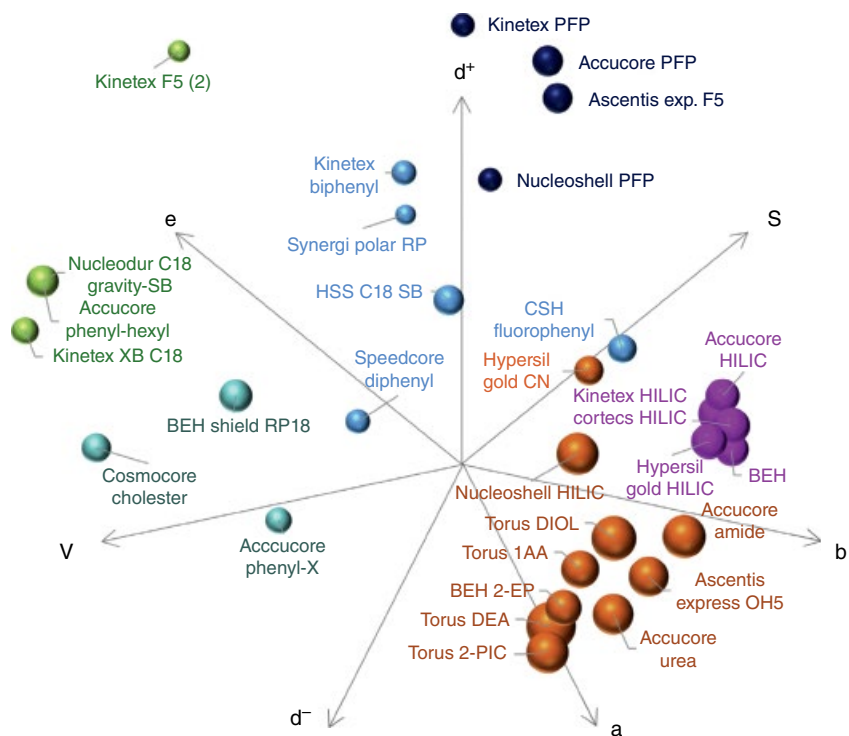 Kinetex PFP
Kinetex F5 (2)
d+
Accucore PFP
Ascentis exp. F5
Kinetex
biphenyl
Nucleoshell PFP
e
S
Synergi polar RP
Nucleodur C18
gravity-SB
Accucore
phenyl-hexyl
Kinetex XB C18
HSS C18 SB
CSH
fluorophenyl
Hypersil
gold CN
Accucore
HILIC
Speedcore
diphenyl
Kinetex HILIC
cortecs HILIC
BEH shield RP18
Hypersil
gold HILIC
BEH
Cosmocore
cholester
Nucleoshell HILIC
Accucore
amide
Torus DIOL
V
Acccucore
phenyl-X
Torus 1AA
b
BEH 2-EP
Ascentis
express OH5
Torus DEA
Torus 2-PIC
Accucore
urea
d−
a